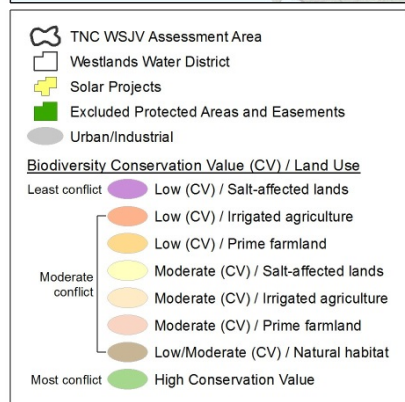 TNC WSJV Assessment Area
Westlands Water District
Solar Projects
Excluded Protected Areas and Easements
Urban/Industrial
Biodiversity Conservation Value (CV) / Land Use
Least conflict Low (CV) / Salt-affected lands
Low (CV) / Irrigated agriculture
Low (CV) / Prime farmland
Moderate conflict
Moderate (CV) / Salt-affected lands
Moderate (CV) / Irrigated agriculture
Moderate (CV) / Prime farmland
Low/Moderate (CV) / Natural habitat
Most conflict High Conservation Value